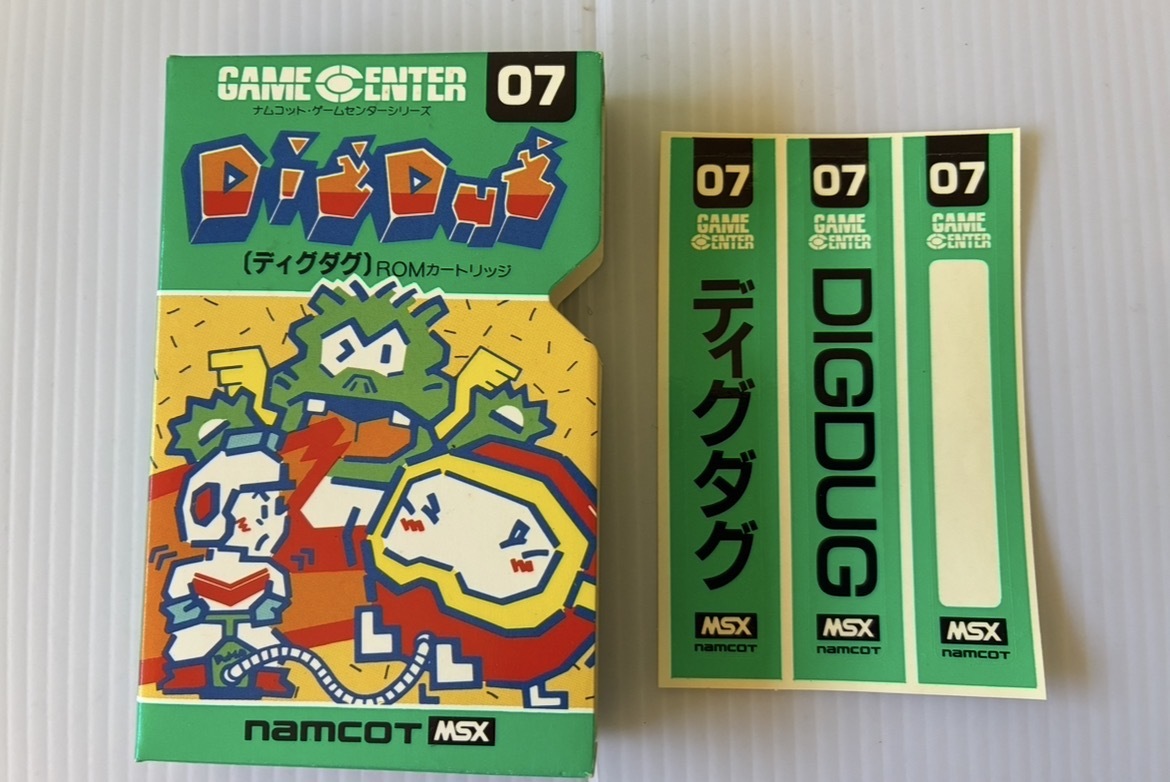 GAME CENTER
07
ナムコット・ゲームセンターシリーズ
DIGDUG
(ディグダグ) ROMカートリッジ
namcot MSX
07
GAME
CENTER
ディグダグ
MSX
namcot
07
GAME
CENTER
DIGDUG
MSX
namcot
07
GAME
CENTER
MSX
namcot